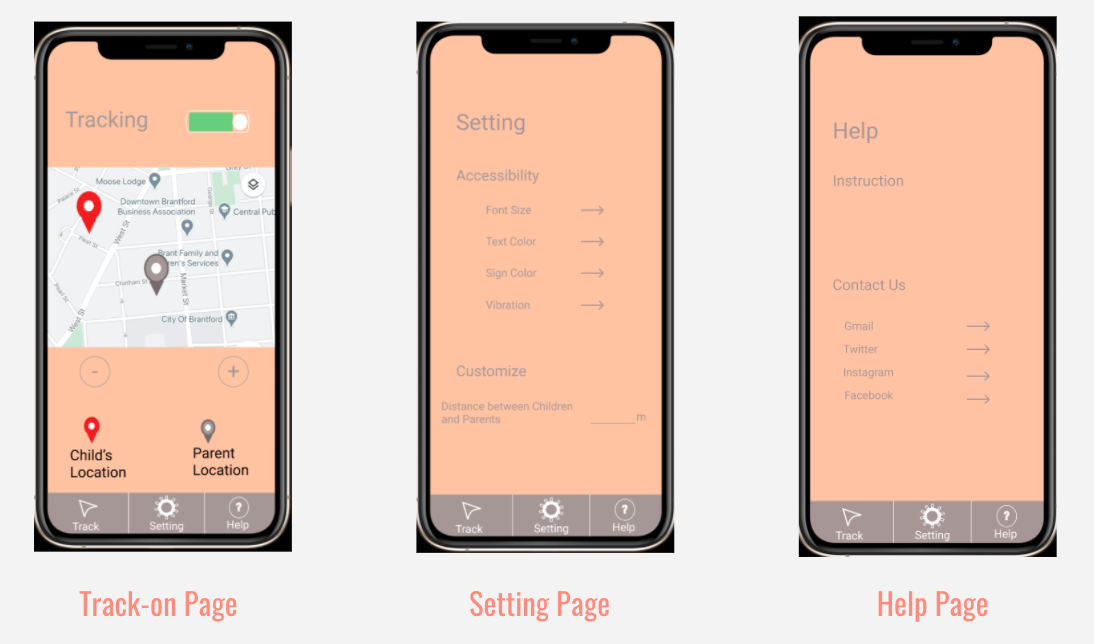 Tracking
Moose Lodge
Palace St
Downtown Brantford
Business Association
Central Pub
West St
Pearl St
Brant Family and
ren's Services
Chatham St
Market St
City Of Brantford
West St
-
+
Child's
Location
Parent
Location
Track
Setting
Help
Track-on Page
Setting
Accessibility
Font Size
Text Color
Sign Color
Vibration
Customize
Distance between Children
and Parents
______m
Track
Setting
Help
Setting Page
Help
Instruction
Contact Us
Gmail
Twitter
Instagram
Facebook
Track
Setting
Help
Help Page